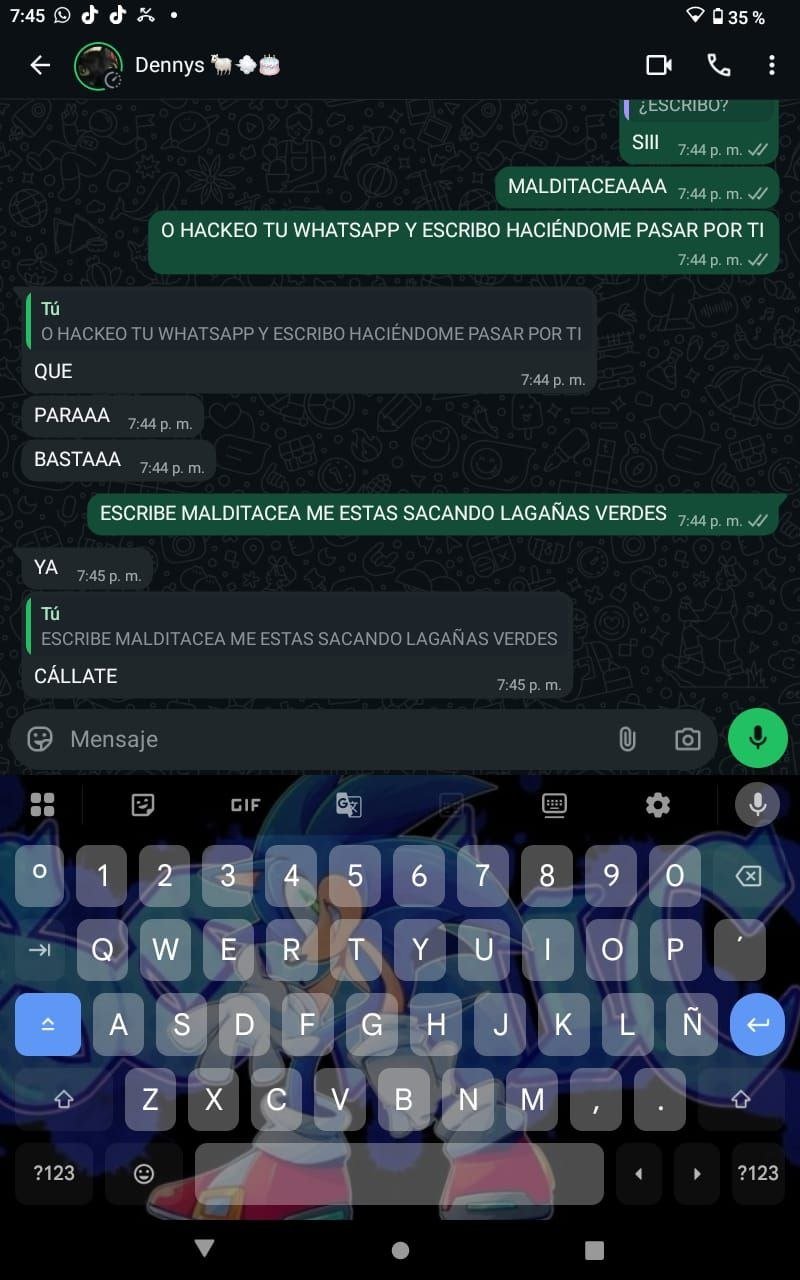 7:45
35 %
Dennys
¿ESCRIBO?
SIII 7:44 p. m.
MALDITACEAAAA 7:44 p. m.
O HACKEO TU WHATSAPP Y ESCRIBO HACIÉNDOME PASAR POR TI
7:44 p. m.
Tú
O HACKEO TU WHATSAPP Y ESCRIBO HACIÉNDOME PASAR POR TI
QUE
7:44 p. m.
PARAAA 7:44 p. m.
BASTAAA 7:44 p. m.
ESCRIBE MALDITACEA ME ESTAS SACANDO LAGAÑAS VERDES 7:44 p. m.
YA 7:45 p. m.
Tú
ESCRIBE MALDITACEA ME ESTAS SACANDO LAGAÑAS VERDES
CÁLLATE
7:45 p. m.
Mensaje
GIF
º 1 2 3 4 5 6 7 8 9 0
Q W E R T Y U I O P ´
A S D F G H J K L Ñ
Z X C V B N M , .
?123 ?123